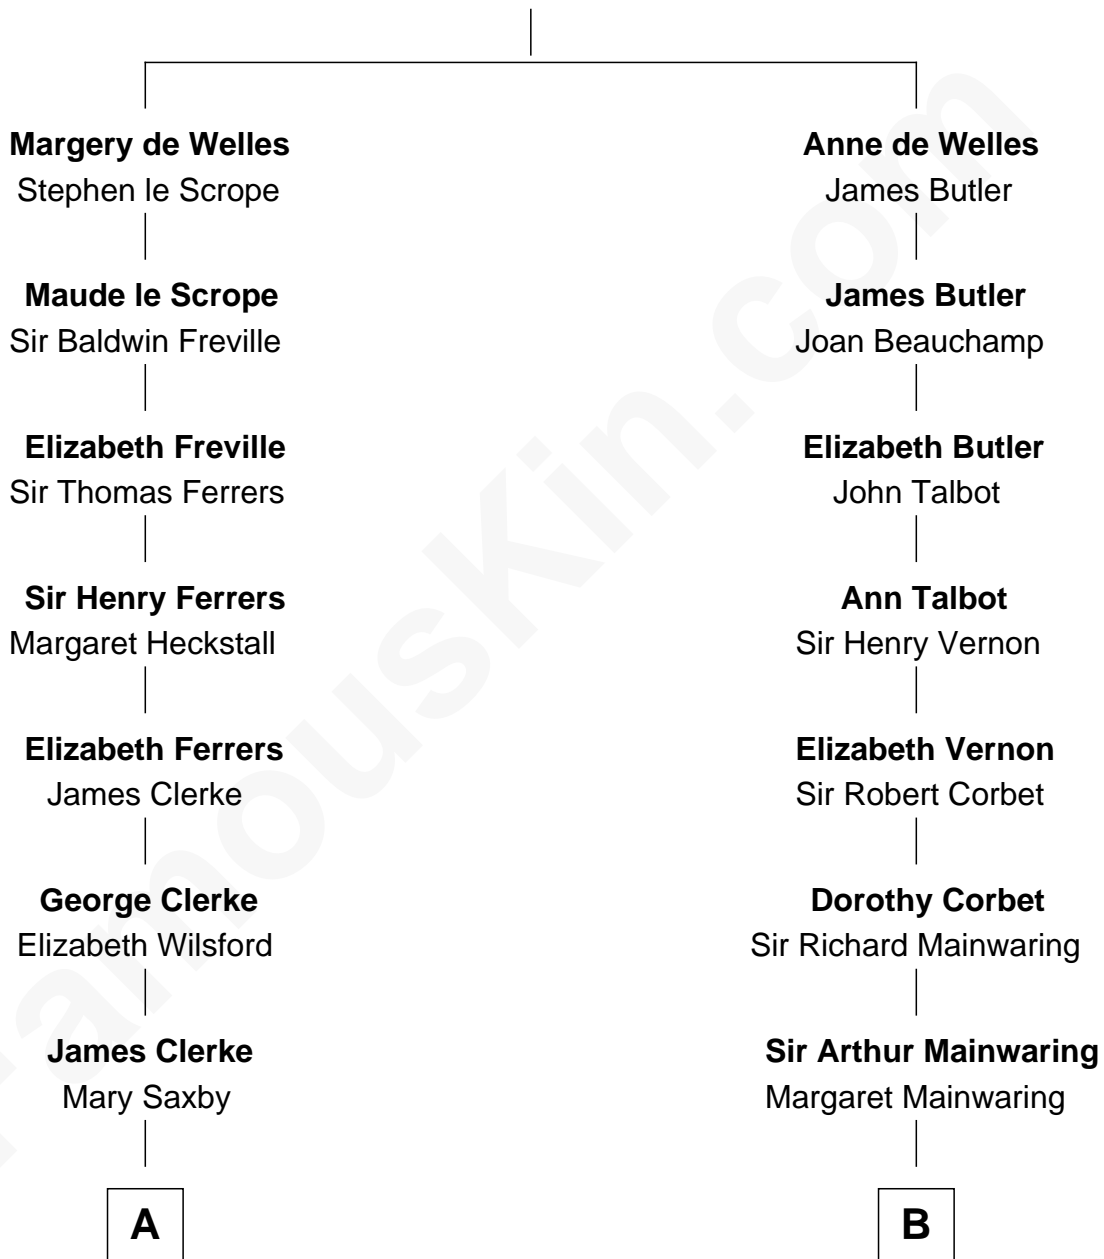 Margery de Welles
Stephen le Scrope
Maude le Scrope
Sir Baldwin Freville
Elizabeth Freville
Sir Thomas Ferrers
Sir Henry Ferrers
Margaret Heckstall
Elizabeth Ferrers
James Clerke
George Clerke
Elizabeth Wilsford
James Clerke
Mary Saxby
A
Anne de Welles
James Butler
James Butler
Joan Beauchamp
Elizabeth Butler
John Talbot
Ann Talbot
Sir Henry Vernon
Elizabeth Vernon
Sir Robert Corbet
Dorothy Corbet
Sir Richard Mainwaring
Sir Arthur Mainwaring
Margaret Mainwaring
B
FamousKin.com